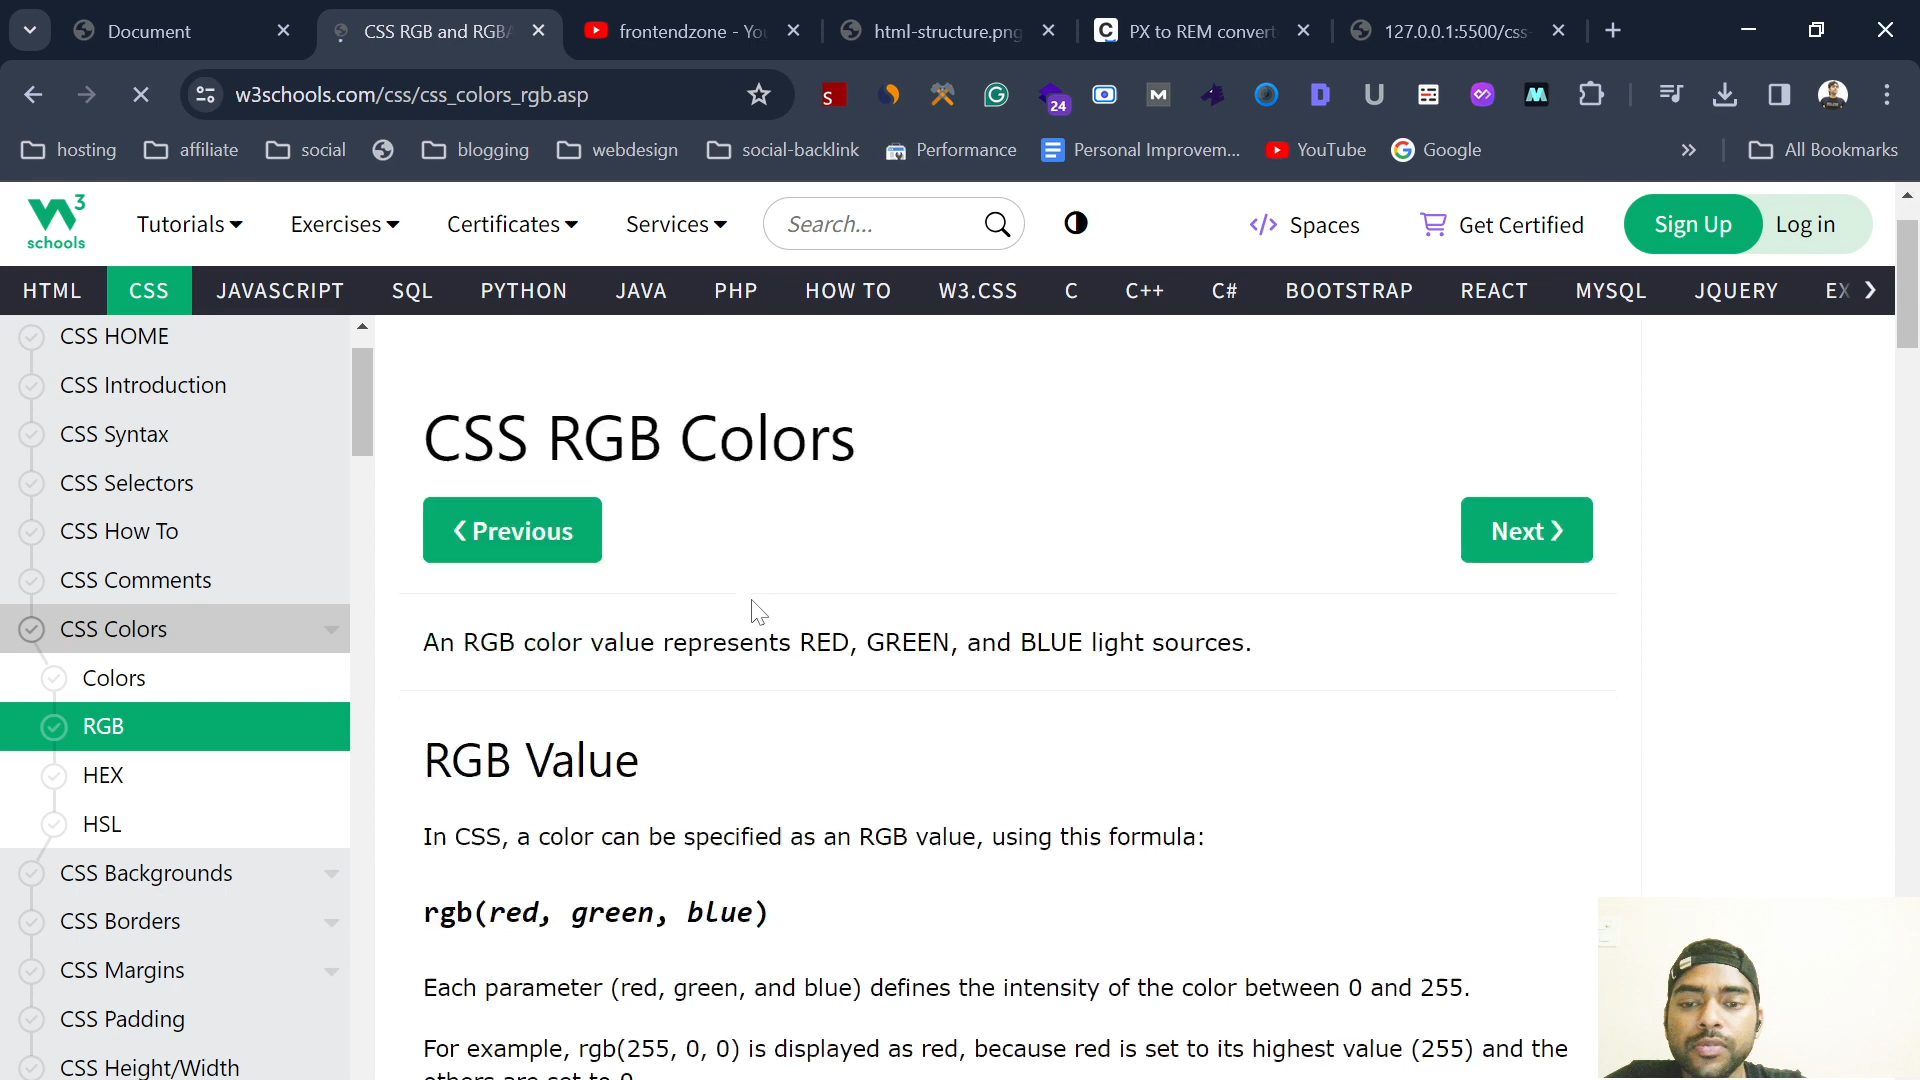 Document
CSS RGB and RGBA
frontendzone - Yo
html-structure.png
PX to REM convert
127.0.0.1:5500/css-
w3schools.com/css/css_colors_rgb.asp
24
hosting
affiliate
social
blogging
webdesign
social-backlink
Performance
Personal Improvem...
YouTube
Google
All Bookmarks
W3 schools
Tutorials
Exercises
Certificates
Services
Search...
Spaces
Get Certified
Sign Up
Log in
HTML
CSS
JAVASCRIPT
SQL
PYTHON
JAVA
PHP
HOW TO
W3.CSS
C
C++
C#
BOOTSTRAP
REACT
MYSQL
JQUERY
EX
CSS HOME
CSS Introduction
CSS Syntax
CSS Selectors
CSS How To
CSS Comments
CSS Colors
Colors
RGB
HEX
HSL
CSS Backgrounds
CSS Borders
CSS Margins
CSS Padding
CSS Height/Width
CSS RGB Colors
❮ Previous
Next ❯
An RGB color value represents RED, GREEN, and BLUE light sources.
RGB Value
In CSS, a color can be specified as an RGB value, using this formula:
rgb(red, green, blue)
Each parameter (red, green, and blue) defines the intensity of the color between 0 and 255.
For example, rgb(255, 0, 0) is displayed as red, because red is set to its highest value (255) and the
others are set to 0.